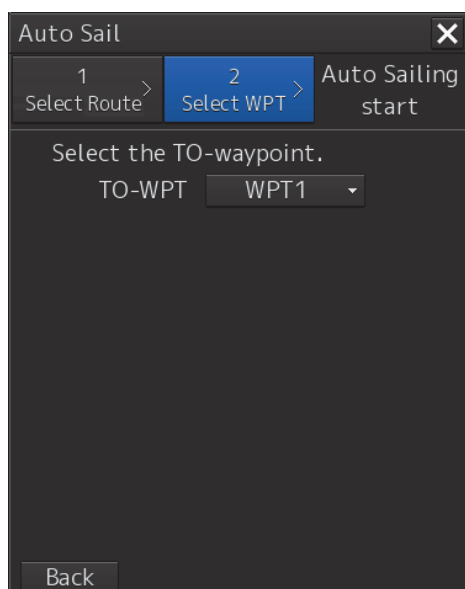 Auto Sail
1
Select Route
2
Select WPT
Auto Sailing
start
Select the TO-waypoint.
TO-WPT WPT1
Back